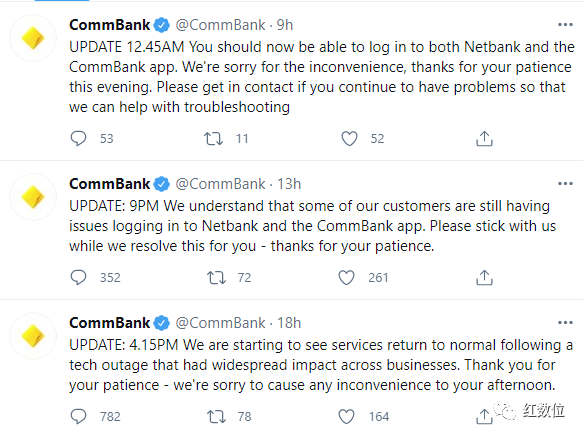 CommBank @CommBank · 9h
UPDATE 12.45AM You should now be able to log in to both Netbank and the
CommBank app. We're sorry for the inconvenience, thanks for your patience
this evening. Please get in contact if you continue to have problems so that
we can help with troubleshooting
53 11 52
CommBank @CommBank · 13h
UPDATE: 9PM We understand that some of our customers are still having
issues logging in to Netbank and the CommBank app. Please stick with us
while we resolve this for you - thanks for your patience.
352 72 261
CommBank @CommBank · 18h
UPDATE: 4.15PM We are starting to see services return to normal following a
tech outage that had widespread impact across businesses. Thank you for
your patience - we're sorry to cause any inconvenience to your afternoon.
782 78 164
红数位